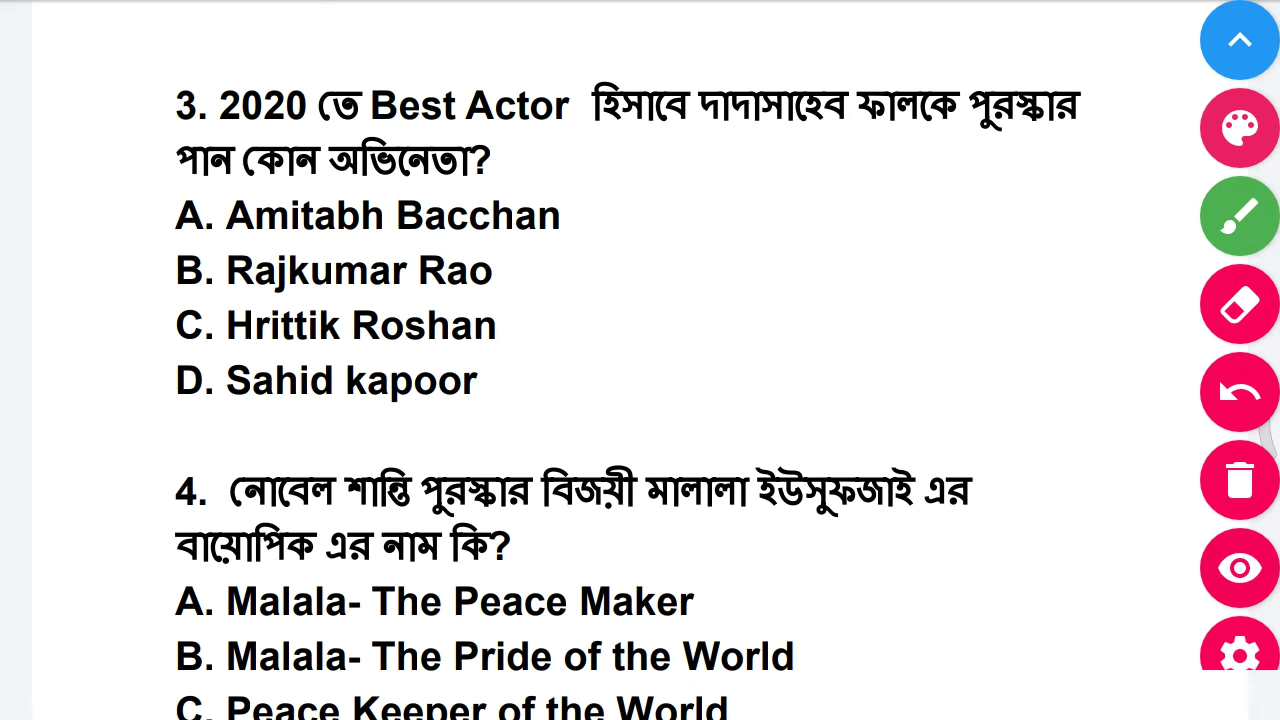 3. 2020 তে Best Actor হিসাবে দাদাসাহেব ফালকে পুরস্কার
পান কোন অভিনেতা?
A. Amitabh Bacchan
B. Rajkumar Rao
C. Hrittik Roshan
D. Sahid kapoor
4. নোবেল শান্তি পুরস্কার বিজয়ী মালালা ইউসুফজাই এর
বায়োপিক এর নাম কি?
A. Malala- The Peace Maker
B. Malala- The Pride of the World
C. Peace Keeper of the World